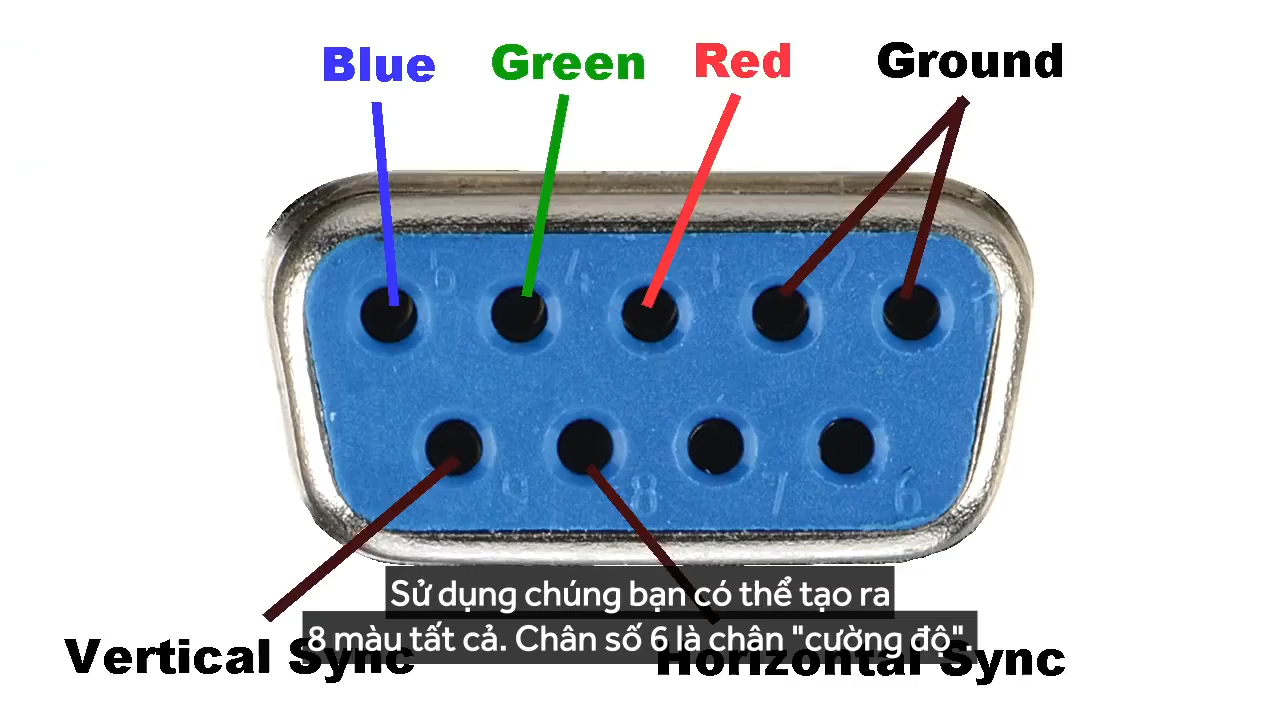 Blue Green Red Ground
5 4 3 2 1
9 8 7 6
Sử dụng chúng bạn có thể tạo ra
8 màu tất cả. Chân số 6 là chân "cường độ".
Vertical Sync Horizontal Sync